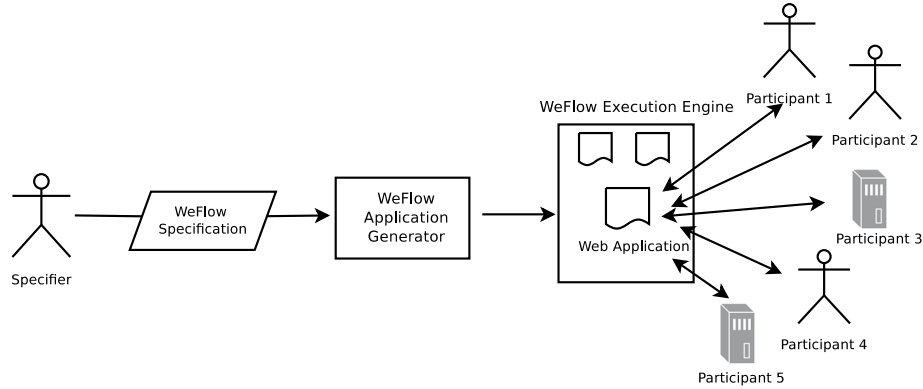 Specifier
WeFlow
Specification
WeFlow
Application
Generator
WeFlow Execution Engine
Web Application
Participant 1
Participant 2
Participant 3
Participant 4
Participant 5